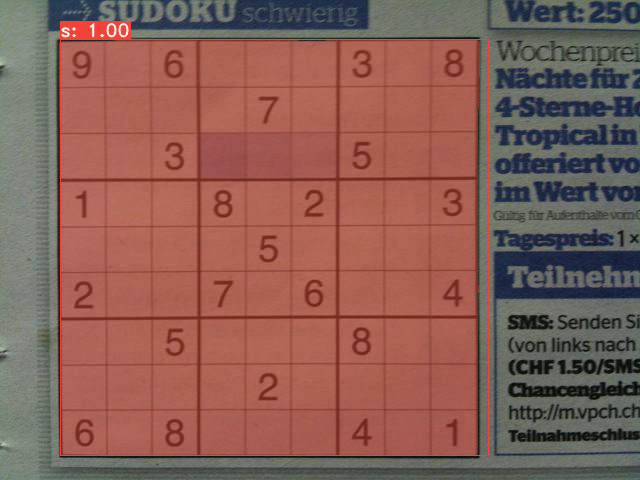 s: 1.00
→ SUDOKU schwierig
9 6 3 8
7
3 5
1 8 2 3
5
2 7 6 4
5 8
2
6 8 4 1
Wert: 250
Wochenprei
Nächte für 2
4-Sterne-Ho
Tropical in
offeriert vo
im Wert von
Gültig für Aufenthalte vom
Tagespreis: 1 ×
Teilnehm
SMS: Senden Si
(von links nach
(CHF 1.50/SMS
Chancengleich
http://m.vpch.ch
Teilnahmeschlus